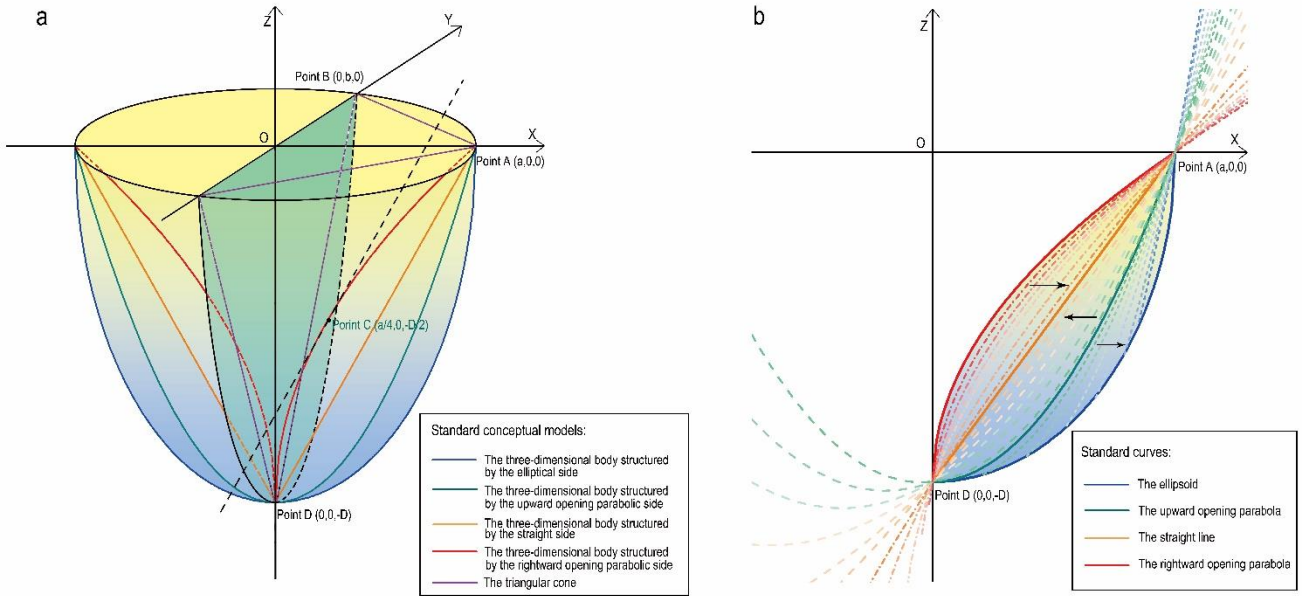 a
Z
Y
Point B (0,b,0)
O
X
Point A (a,0,0)
Porint C (a/4,0,-D/2)
Point D (0,0,-D)
Standard conceptual models:
The three-dimensional body structured
by the elliptical side
The three-dimensional body structured
by the upward opening parabolic side
The three-dimensional body structured
by the straight side
The three-dimensional body structured
by the rightward opening parabolic side
The triangular cone
b
Z
O
X
Point A (a,0,0)
Point D (0,0,-D)
Standard curves:
The ellipsoid
The upward opening parabola
The straight line
The rightward opening parabola